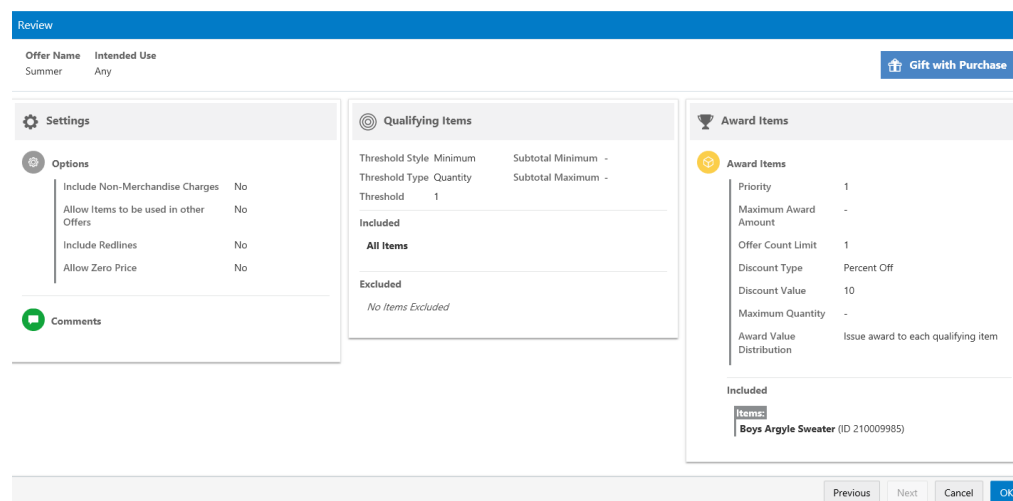 Review
Offer Name Intended Use
Summer Any
Gift with Purchase
Settings
Options
Include Non-Merchandise Charges No
Allow Items to be used in other No
Offers
Include Redlines No
Allow Zero Price No
Comments
Qualifying Items
Threshold Style Minimum Subtotal Minimum -
Threshold Type Quantity Subtotal Maximum -
Threshold 1
Included
All Items
Excluded
No Items Excluded
Award Items
Award Items
Priority 1
Maximum Award -
Amount
Offer Count Limit 1
Discount Type Percent Off
Discount Value 10
Maximum Quantity -
Award Value Issue award to each qualifying item
Distribution
Included
Items:
Boys Argyle Sweater (ID 210009985)
Previous Next Cancel OK